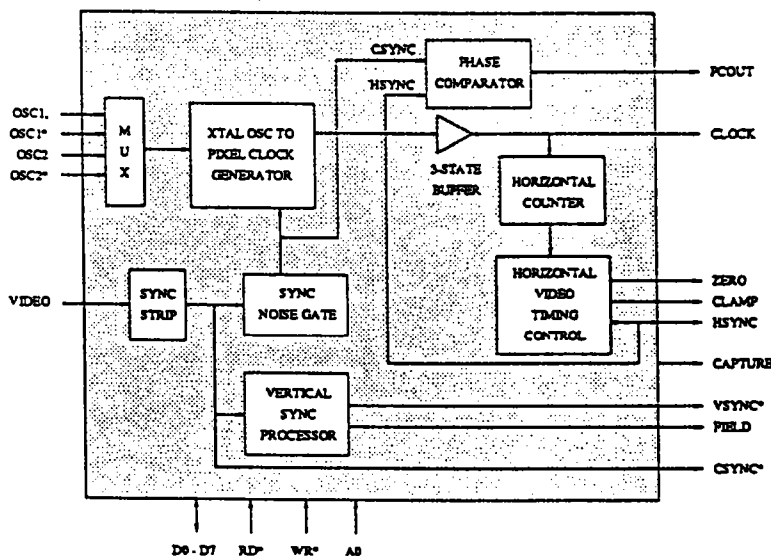 CSYNC
HSYNC
PHASE
COMPARATOR
PCOUT
OSC1
OSC1*
OSC2
OSC2*
M
U
X
XTAL OSC TO
PIXEL CLOCK
GENERATOR
3-STATE
BUFFER
CLOCK
HORIZONTAL
COUNTER
VIDEO
SYNC
STRIP
SYNC
NOISE GATE
HORIZONTAL
VIDEO
TIMING
CONTROL
ZERO
CLAMP
HSYNC
CAPTURE
VERTICAL
SYNC
PROCESSOR
VSYNC*
FIELD
CSYNC*
D0 - D7 RD* WR* A0